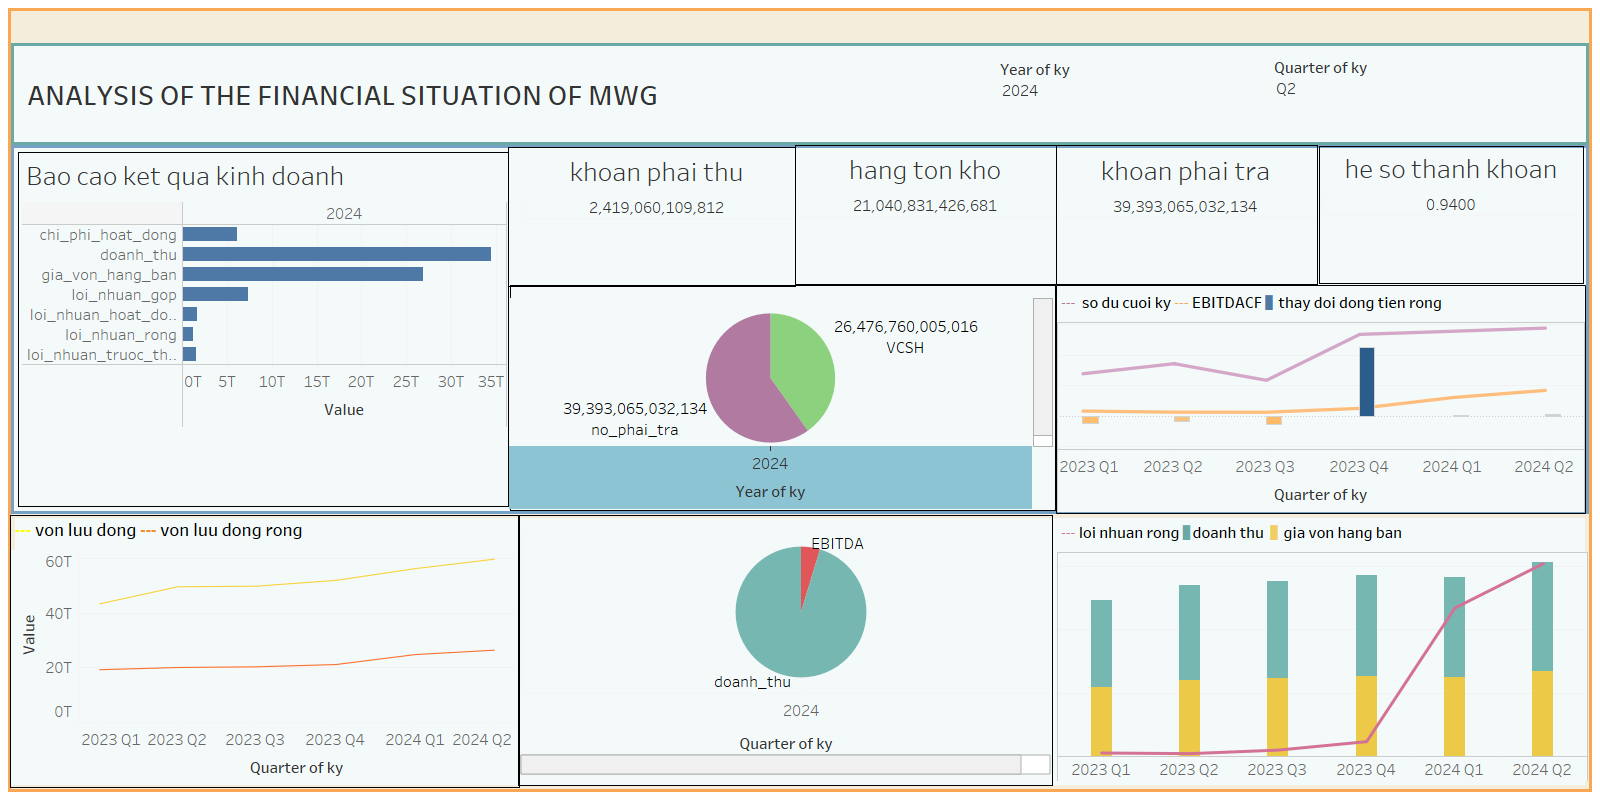 ANALYSIS OF THE FINANCIAL SITUATION OF MWG
Year of ky
2024
Quarter of ky
Q2
Bao cao ket qua kinh doanh
2024
chi_phi_hoat_dong
doanh_thu
gia_von_hang_ban
loi_nhuan_gop
loi_nhuan_hoat_do..
loi_nhuan_rong
loi_nhuan_truoc_th..
0T 5T 10T 15T 20T 25T 30T 35T
Value
khoan phai thu
2,419,060,109,812
hang ton kho
21,040,831,426,681
khoan phai tra
39,393,065,032,134
he so thanh khoan
0.9400
26,476,760,005,016
VCSH
39,393,065,032,134
no_phai_tra
2024
Year of ky
so du cuoi ky EBITDACF thay doi dong tien rong
2023 Q1 2023 Q2 2023 Q3 2023 Q4 2024 Q1 2024 Q2
Quarter of ky
von luu dong von luu dong rong
60T
40T
20T
0T
Value
2023 Q1 2023 Q2 2023 Q3 2023 Q4 2024 Q1 2024 Q2
Quarter of ky
EBITDA
doanh_thu
2024
Quarter of ky
loi nhuan rong doanh thu gia von hang ban
2023 Q1 2023 Q2 2023 Q3 2023 Q4 2024 Q1 2024 Q2